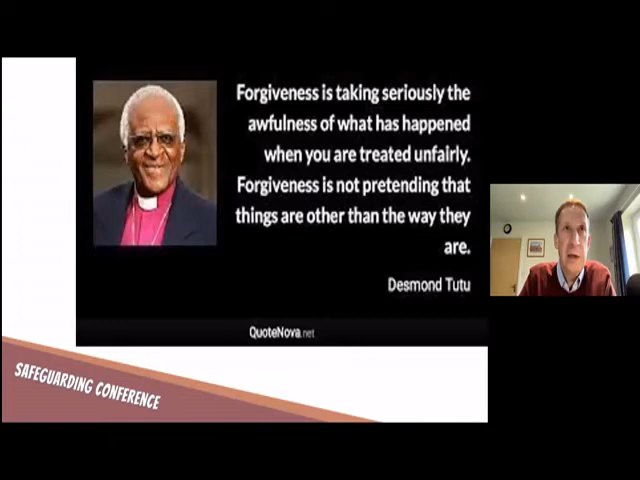 Forgiveness is taking seriously the
awfulness of what has happened
when you are treated unfairly.
Forgiveness is not pretending that
things are other than the way they
are.
Desmond Tutu
QuoteNova.net
SAFEGUARDING CONFERENCE